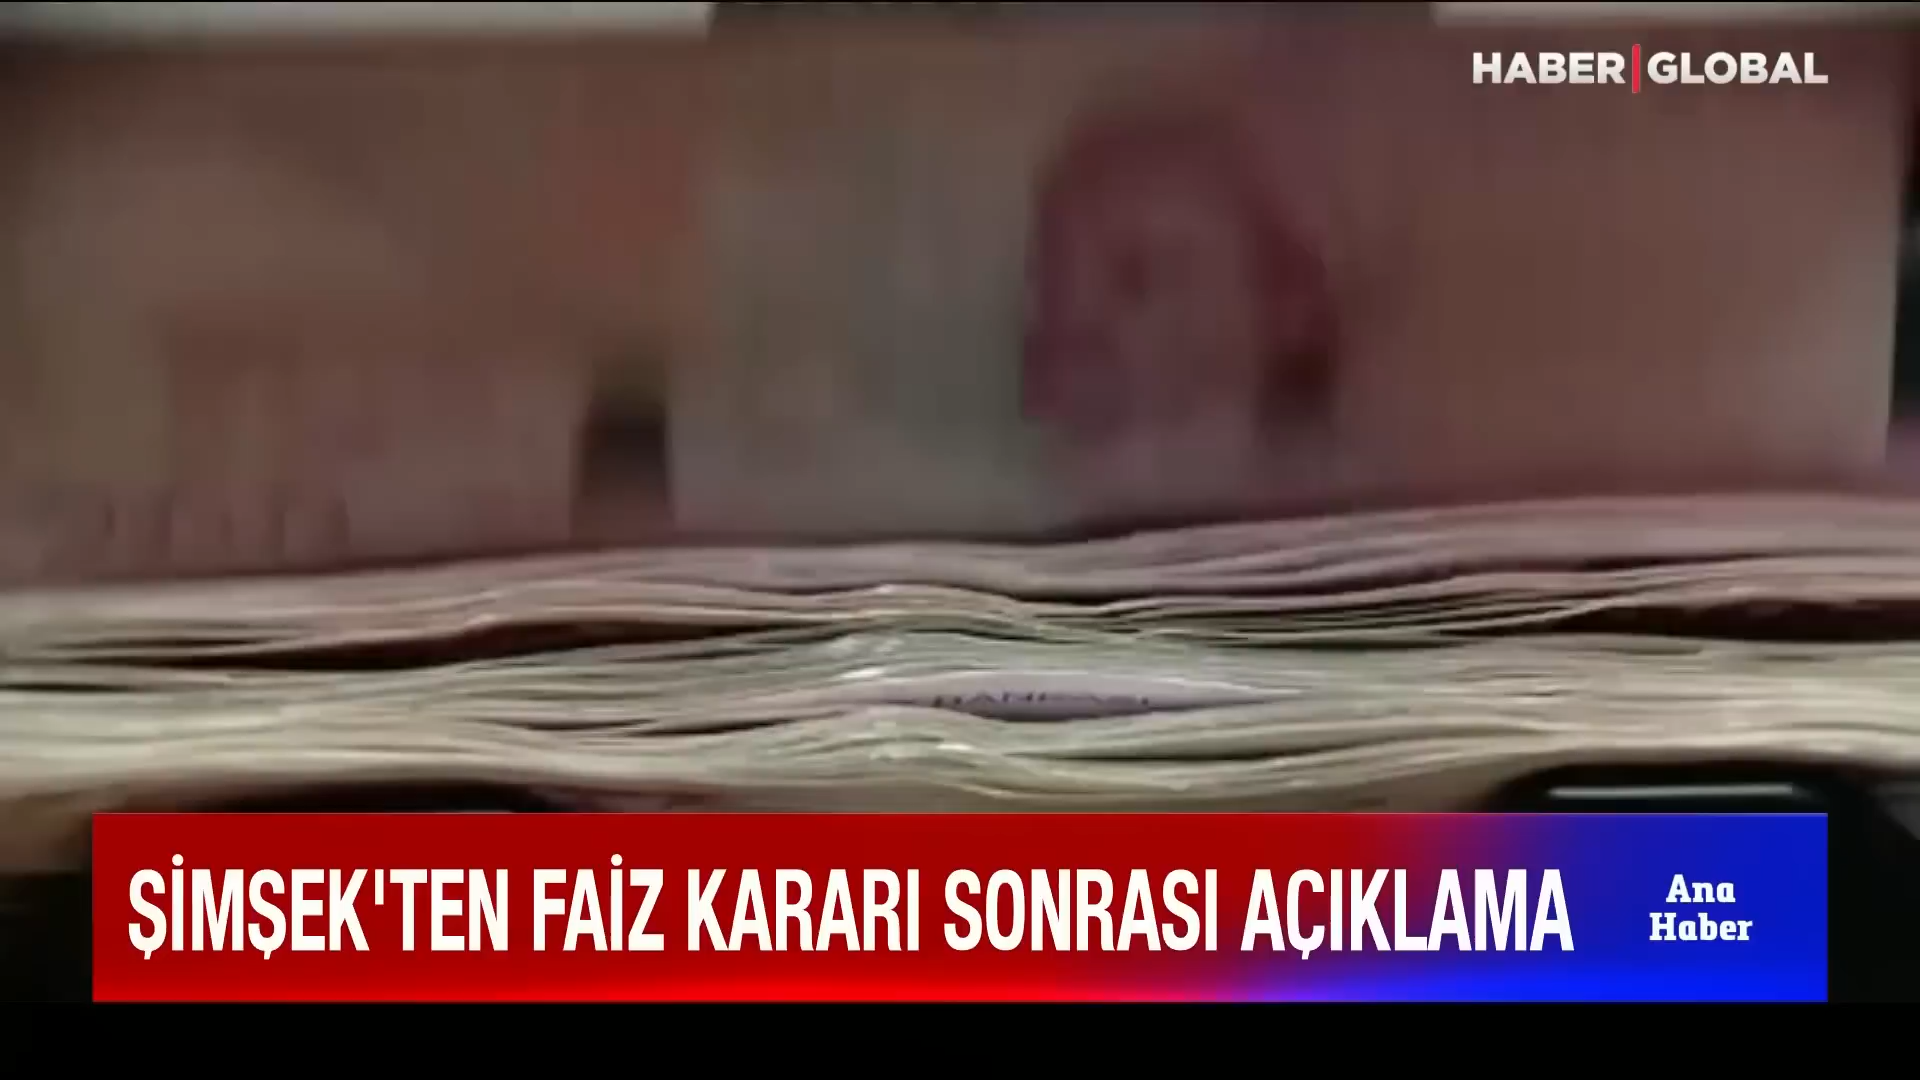 HABER GLOBAL
ŞİMŞEK'TEN FAİZ KARARI SONRASI AÇIKLAMA
Ana
Haber